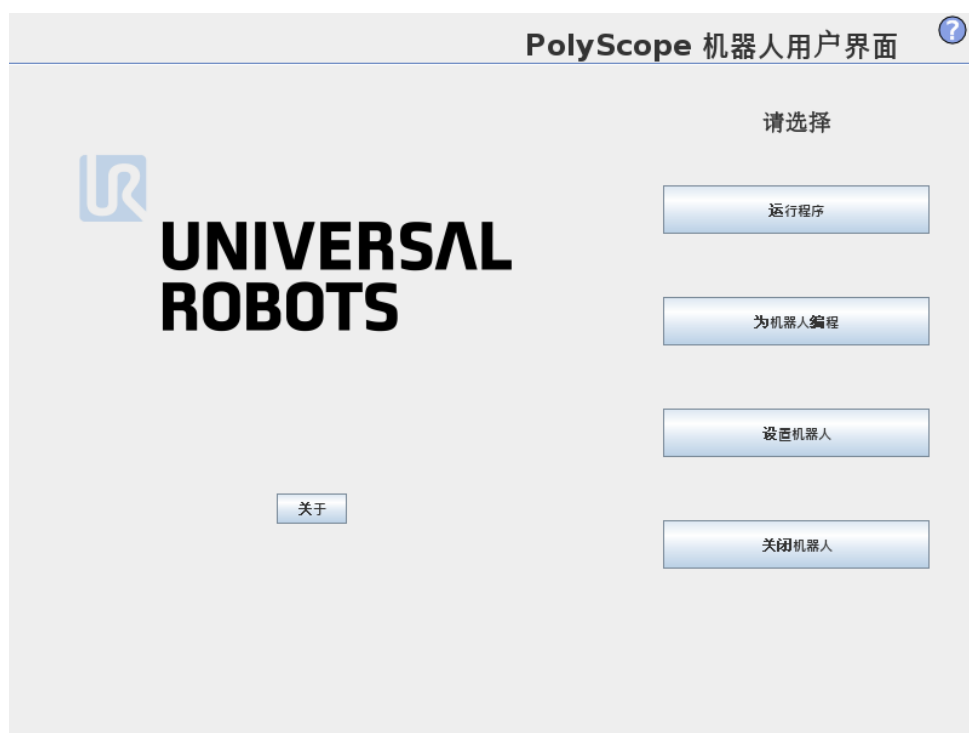 PolyScope 机器人用户界面
?
请选择
UR
UNIVERSAL
ROBOTS
运行程序
为机器人编程
设置机器人
关于
关闭机器人